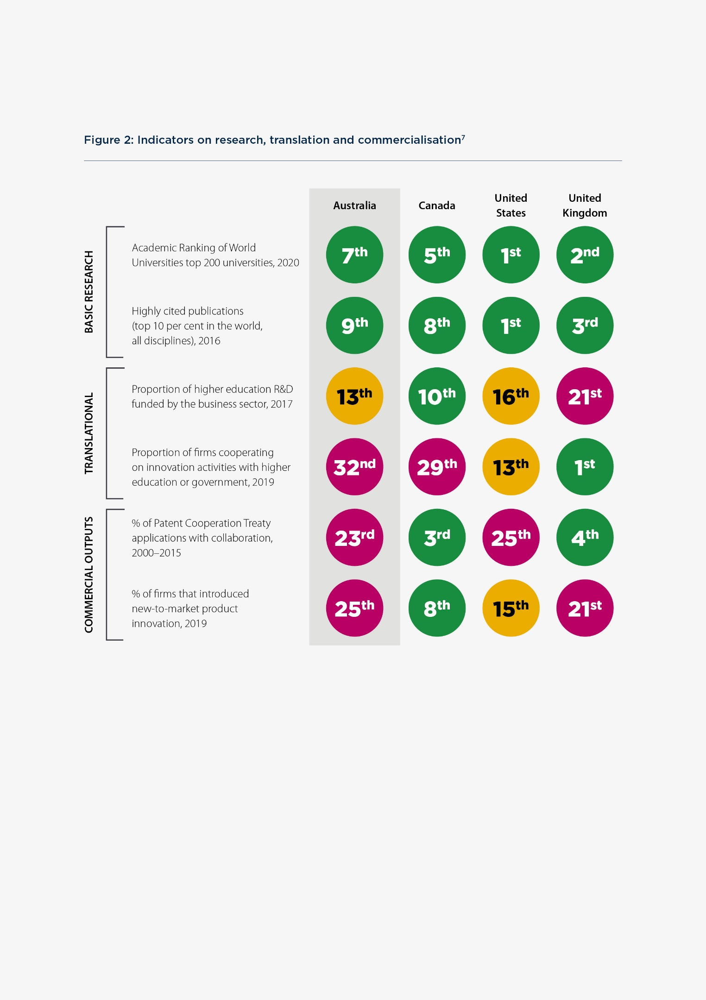 Figure 2: Indicators on research, translation and commercialisation7
Australia
Canada
United
States
United
Kingdom
BASIC RESEARCH
Academic Ranking of World
Universities top 200 universities, 2020
7th
5th
1st
2nd
Highly cited publications
(top 10 per cent in the world,
all disciplines), 2016
9th
8th
1st
3rd
TRANSLATIONAL
Proportion of higher education R&D
funded by the business sector, 2017
13th
10th
16th
21st
Proportion of firms cooperating
on innovation activities with higher
education or government, 2019
32nd
29th
13th
1st
COMMERCIAL OUTPUTS
% of Patent Cooperation Treaty
applications with collaboration,
2000–2015
23rd
3rd
25th
4th
% of firms that introduced
new-to-market product
innovation, 2019
25th
8th
15th
21st